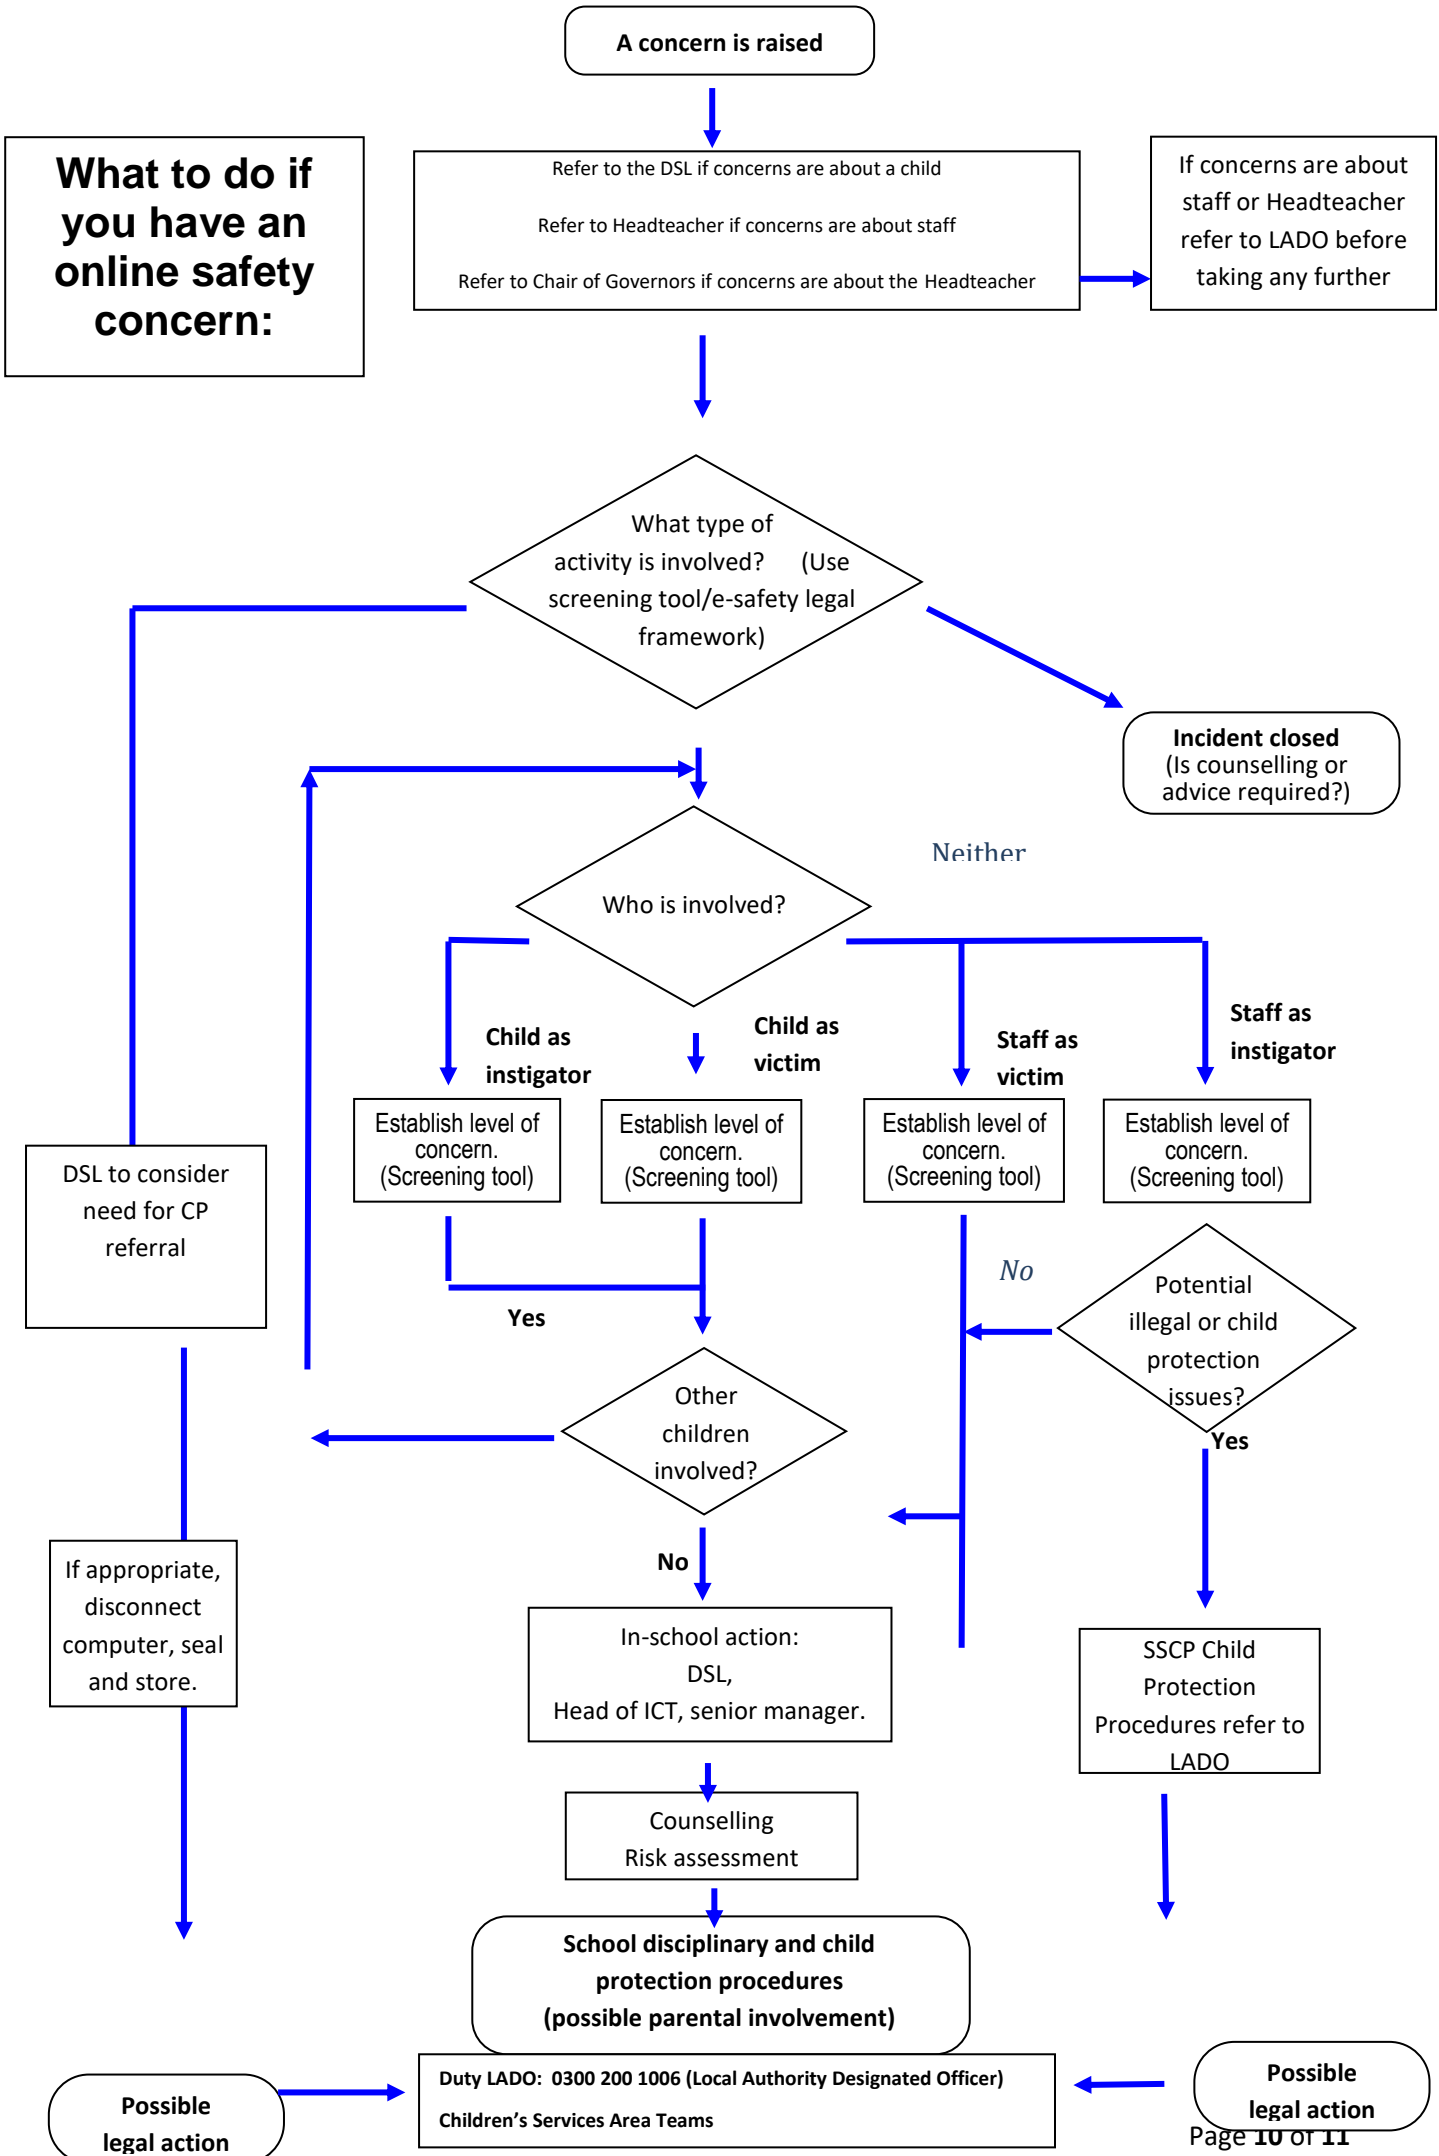 A concern is raised
What to do if
you have an
online safety
concern:
Refer to the DSL if concerns are about a child
Refer to Headteacher if concerns are about staff
Refer to Chair of Governors if concerns are about the Headteacher
If concerns are about
staff or Headteacher
refer to LADO before
taking any further
What type of
activity is involved? (Use
screening tool/e-safety legal
framework)
Incident closed
(Is counselling or
advice required?)
Neither
Who is involved?
Child as
instigator
Child as
victim
Staff as
victim
Staff as
instigator
Establish level of
concern.
(Screening tool)
Establish level of
concern.
(Screening tool)
Establish level of
concern.
(Screening tool)
Establish level of
concern.
(Screening tool)
DSL to consider
need for CP
referral
Yes
No
Potential
illegal or child
protection
issues?
Yes
Other
children
involved?
No
If appropriate,
disconnect
computer, seal
and store.
In-school action:
DSL,
Head of ICT, senior manager.
SSCP Child
Protection
Procedures refer to
LADO
Counselling
Risk assessment
School disciplinary and child
protection procedures
(possible parental involvement)
Possible
legal action
Duty LADO: 0300 200 1006 (Local Authority Designated Officer)
Children's Services Area Teams
Possible
legal action
Page 10 of 11